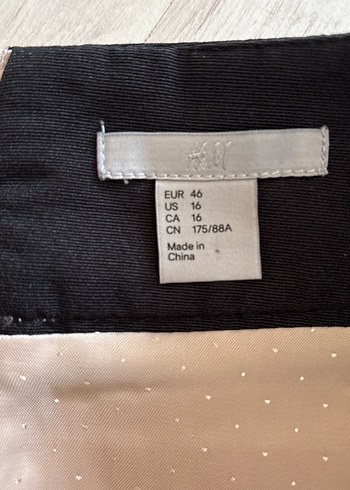 H&M
EUR 46
US 16
CA 16
CN 175/88A
Made in
China